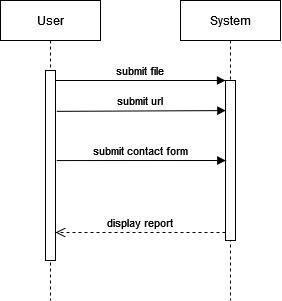 User
System
submit file
submit url
submit contact form
display report